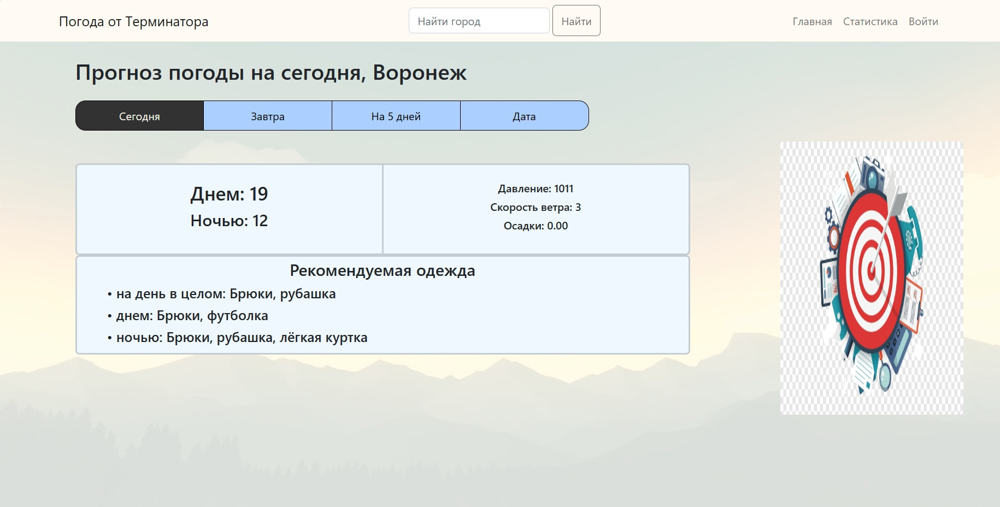 Погода от Терминатора
Найти город
Найти
Главная
Статистика
Войти
Прогноз погоды на сегодня, Воронеж
Сегодня
Завтра
На 5 дней
Дата
Днем: 19
Ночью: 12
Давление: 1011
Скорость ветра: 3
Осадки: 0.00
Рекомендуемая одежда
• на день в целом: Брюки, рубашка
• днем: Брюки, футболка
• ночью: Брюки, рубашка, лёгкая куртка